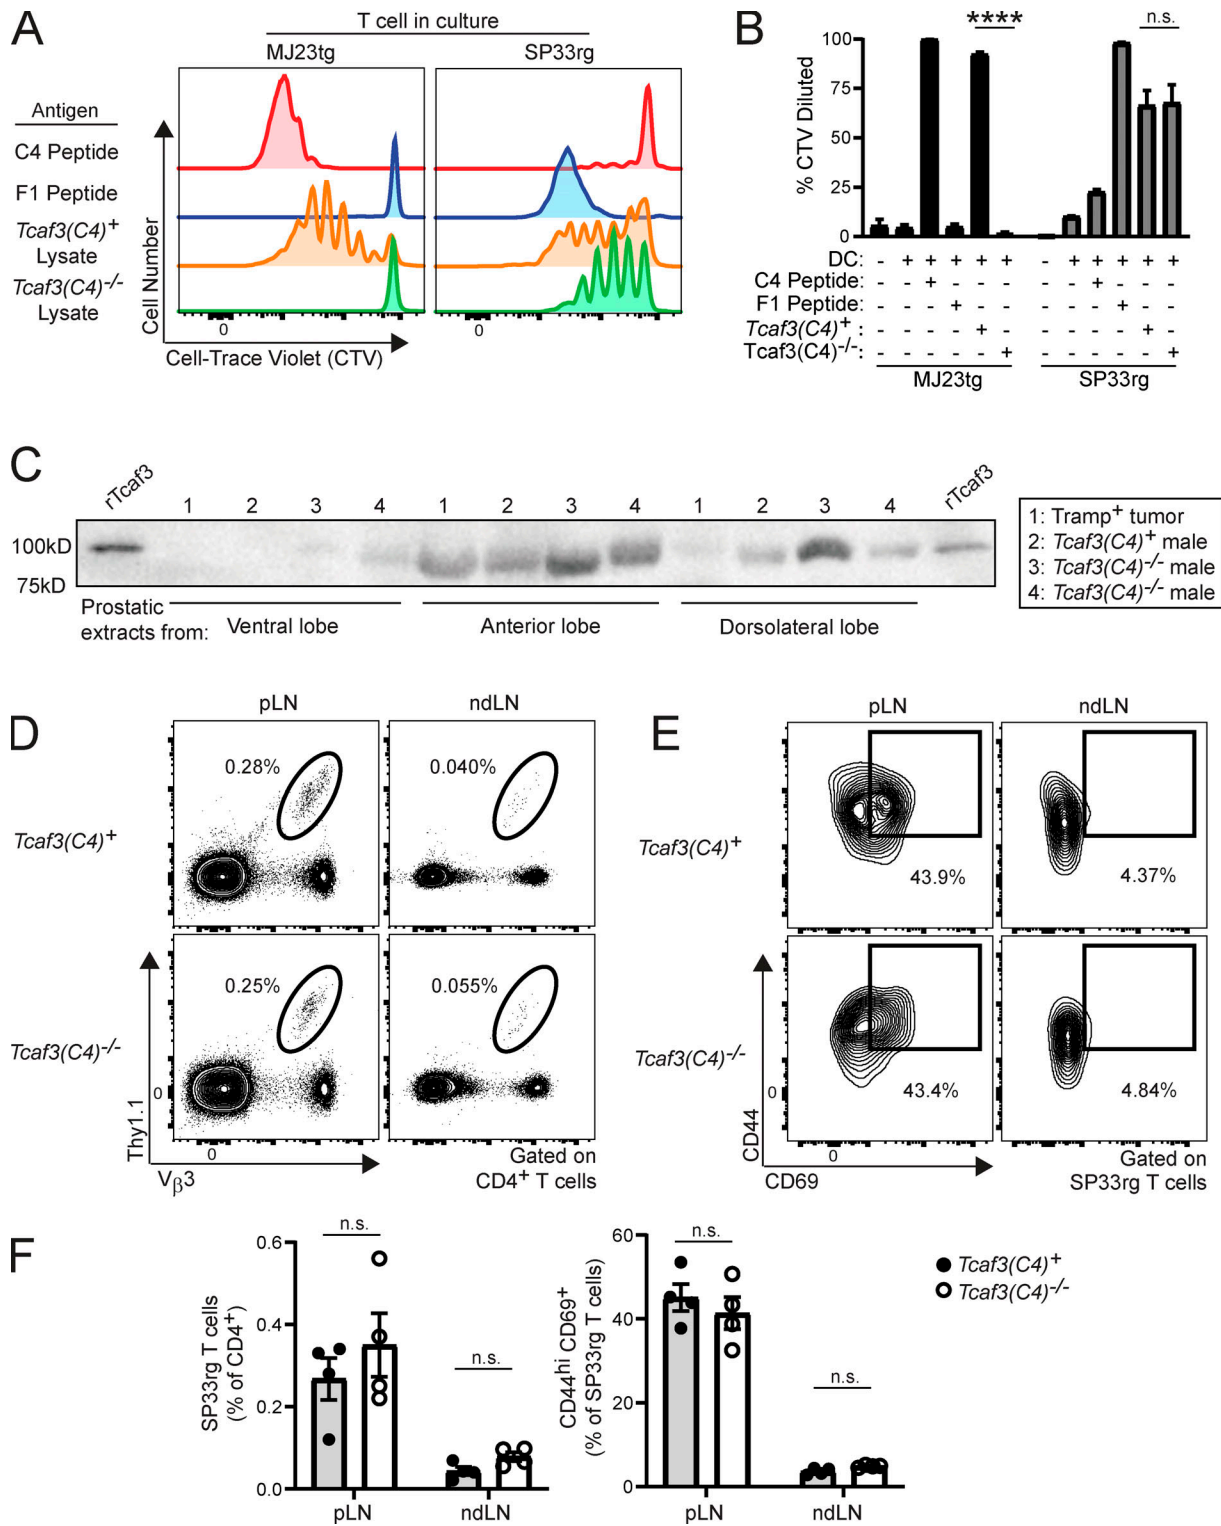 A
T cell in culture
MJ23tg
SP33rg
Antigen
C4 Peptide
F1 Peptide
Tcaf3(C4)+
Lysate
Tcaf3(C4)-/-
Lysate
Cell Number
0
0
Cell-Trace Violet (CTV)
B
****
n.s.
% CTV Diluted
100
75
50
25
0
DC: - + + + + + - + + + + +
C4 Peptide: - - + - - - - - + - - -
F1 Peptide: - - - + - - - - - + - -
Tcaf3(C4)+ : - - - - + - - - - - + -
Tcaf3(C4)-/-: - - - - - + - - - - - +
MJ23tg
SP33rg
C
rTcaf3 1 2 3 4 1 2 3 4 1 2 3 4 rTcaf3
100kD
75kD
Prostatic
extracts from:
Ventral lobe
Anterior lobe
Dorsolateral lobe
1: Tramp+ tumor
2: Tcaf3(C4)+ male
3: Tcaf3(C4)-/- male
4: Tcaf3(C4)-/- male
D
pLN
ndLN
Tcaf3(C4)+
0.28%
0.040%
Tcaf3(C4)-/-
0.25%
0.055%
Thy1.1
0
0
Vβ3
Gated on
CD4+ T cells
E
pLN
ndLN
Tcaf3(C4)+
43.9%
4.37%
Tcaf3(C4)-/-
43.4%
4.84%
CD44
0
0
CD69
Gated on
SP33rg T cells
F
SP33rg T cells
(% of CD4+)
0.6
0.4
0.2
0.0
n.s.
n.s.
pLN
ndLN
CD44hi CD69+
(% of SP33rg T cells)
60
40
20
0
n.s.
n.s.
pLN
ndLN
Tcaf3(C4)+
Tcaf3(C4)-/-